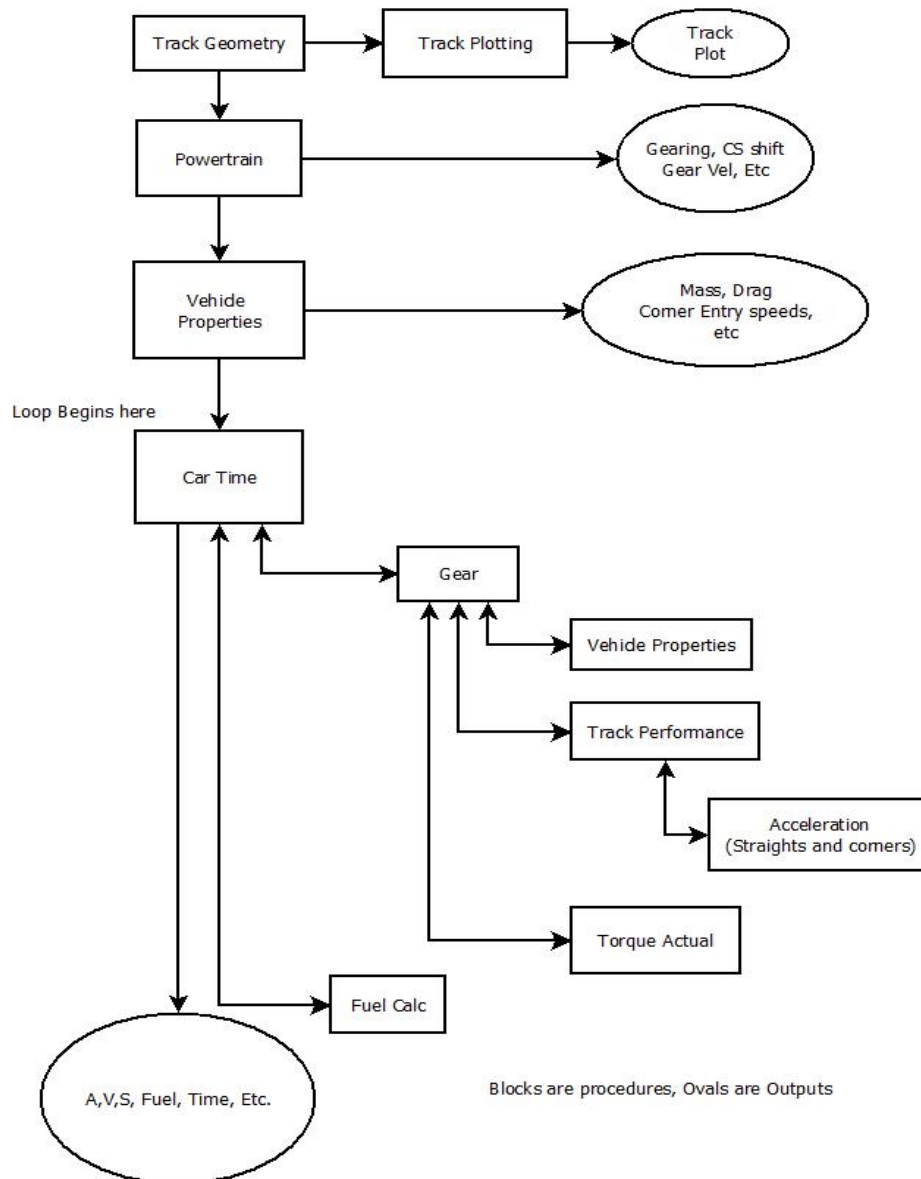 Track Geometry
Track Plotting
Track
Plot
Powertrain
Gearing, CS shift
Gear Vel, Etc
Vehicle
Properties
Mass, Drag
Corner Entry speeds,
etc
Loop Begins here
Car Time
Gear
Vehicle Properties
Track Performance
Acceleration
(Straights and corners)
Torque Actual
Fuel Calc
A,V,S, Fuel, Time, Etc.
Blocks are procedures, Ovals are Outputs